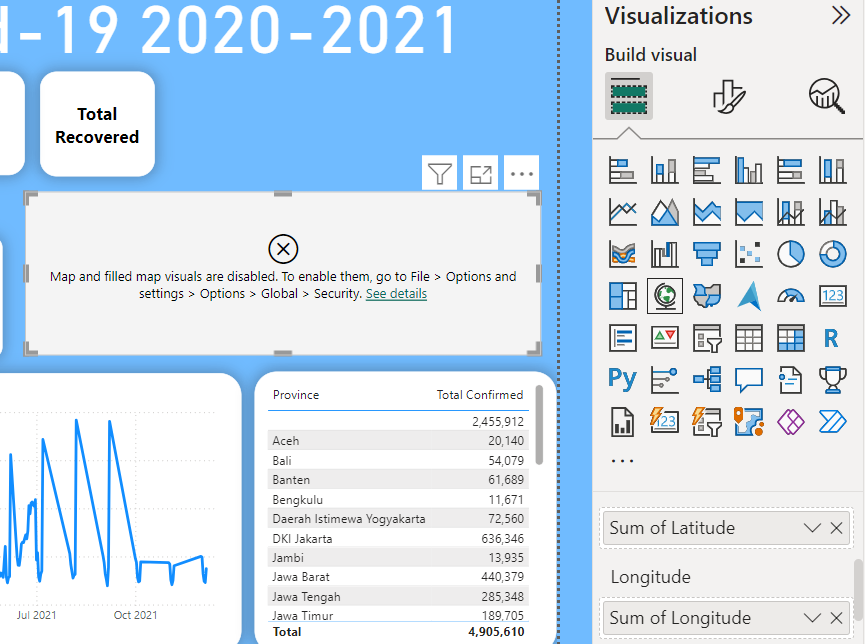 -19 2020-2021
Total
Recovered
Map and filled map visuals are disabled. To enable them, go to File > Options and
settings > Options > Global > Security. See details
Province Total Confirmed
2,455,912
Aceh 20,140
Bali 54,079
Banten 61,689
Bengkulu 11,671
Daerah Istimewa Yogyakarta 72,560
DKI Jakarta 636,346
Jambi 13,935
Jawa Barat 440,379
Jawa Tengah 285,348
Jawa Timur 189,705
Total 4,905,610
Jul 2021 Oct 2021
Visualizations
Build visual
123
R
Py
123
Sum of Latitude
Longitude
Sum of Longitude